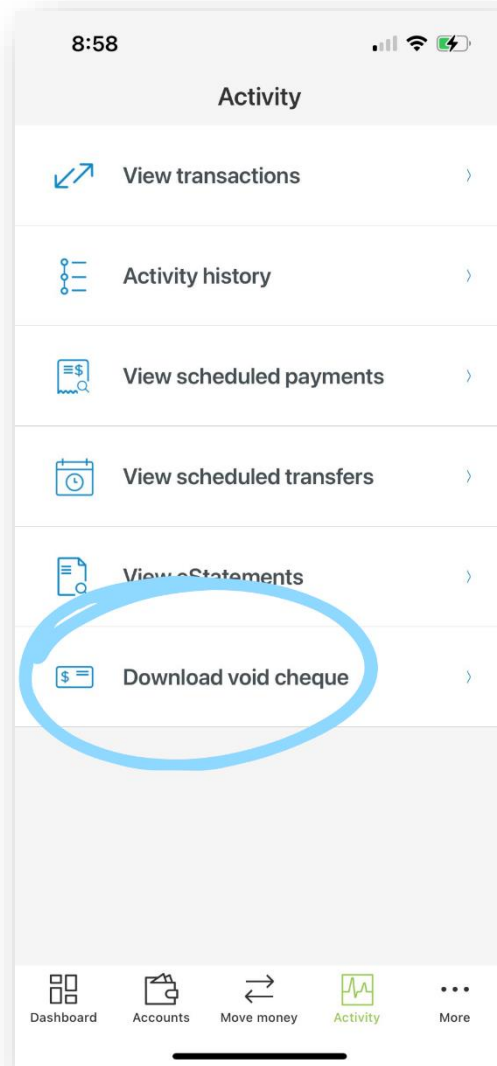 8:58
Activity
View transactions
Activity history
View scheduled payments
View scheduled transfers
View eStatements
Download void cheque
Dashboard Accounts Move money Activity More